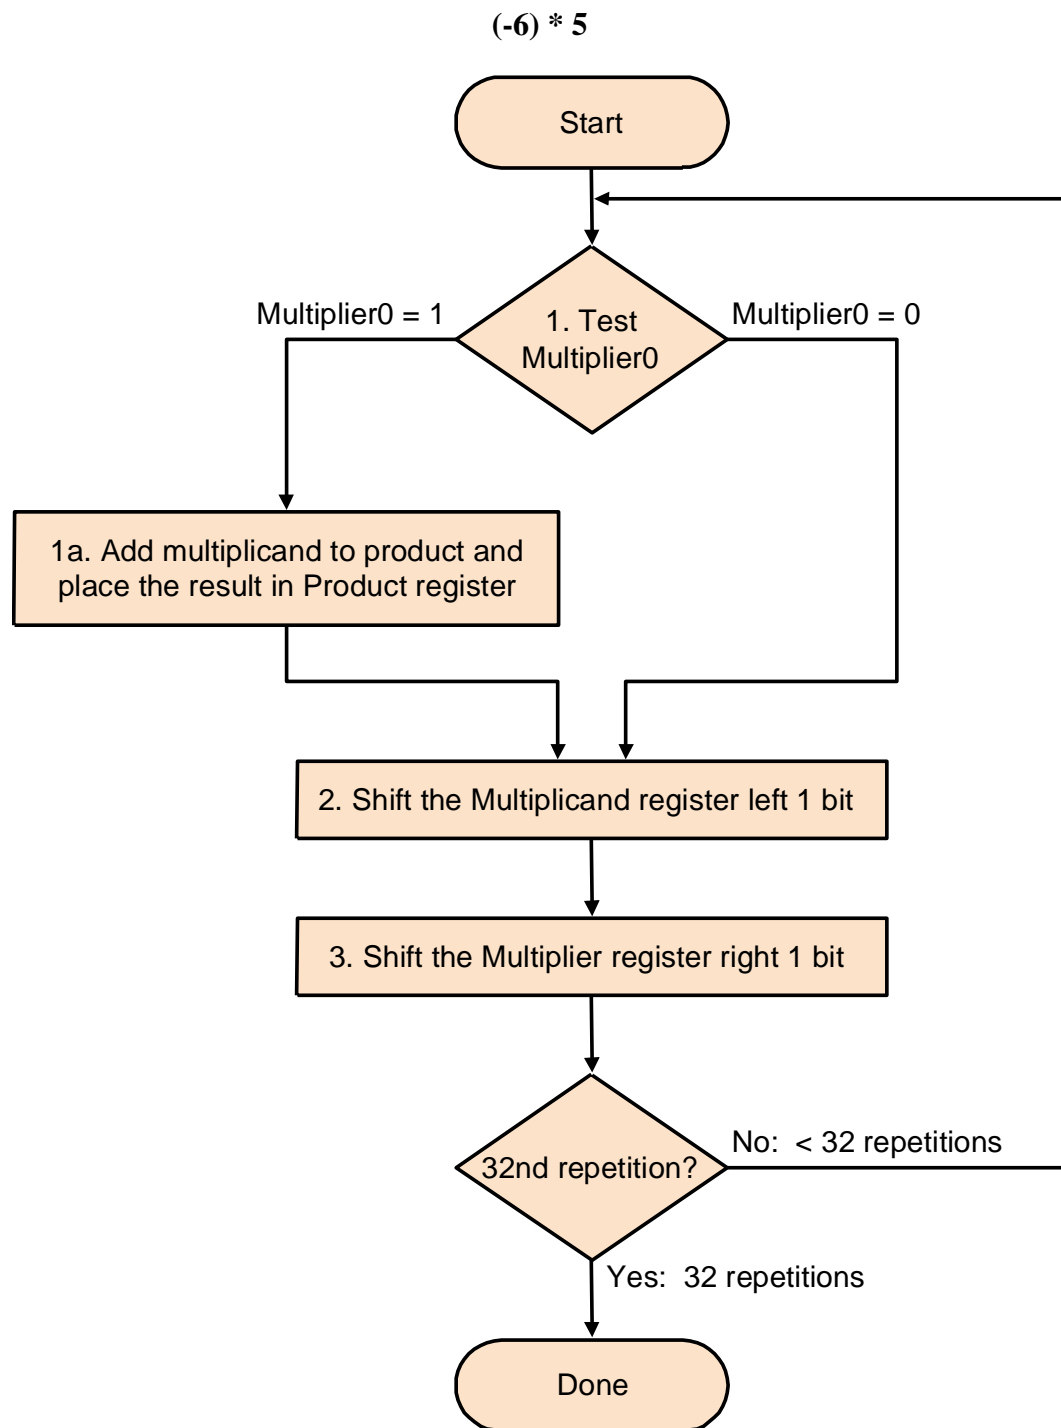 (-6) * 5
Start
Multiplier0 = 1
1. Test
Multiplier0
Multiplier0 = 0
1a. Add multiplicand to product and
place the result in Product register
2. Shift the Multiplicand register left 1 bit
3. Shift the Multiplier register right 1 bit
32nd repetition?
No:  < 32 repetitions
Yes:  32 repetitions
Done